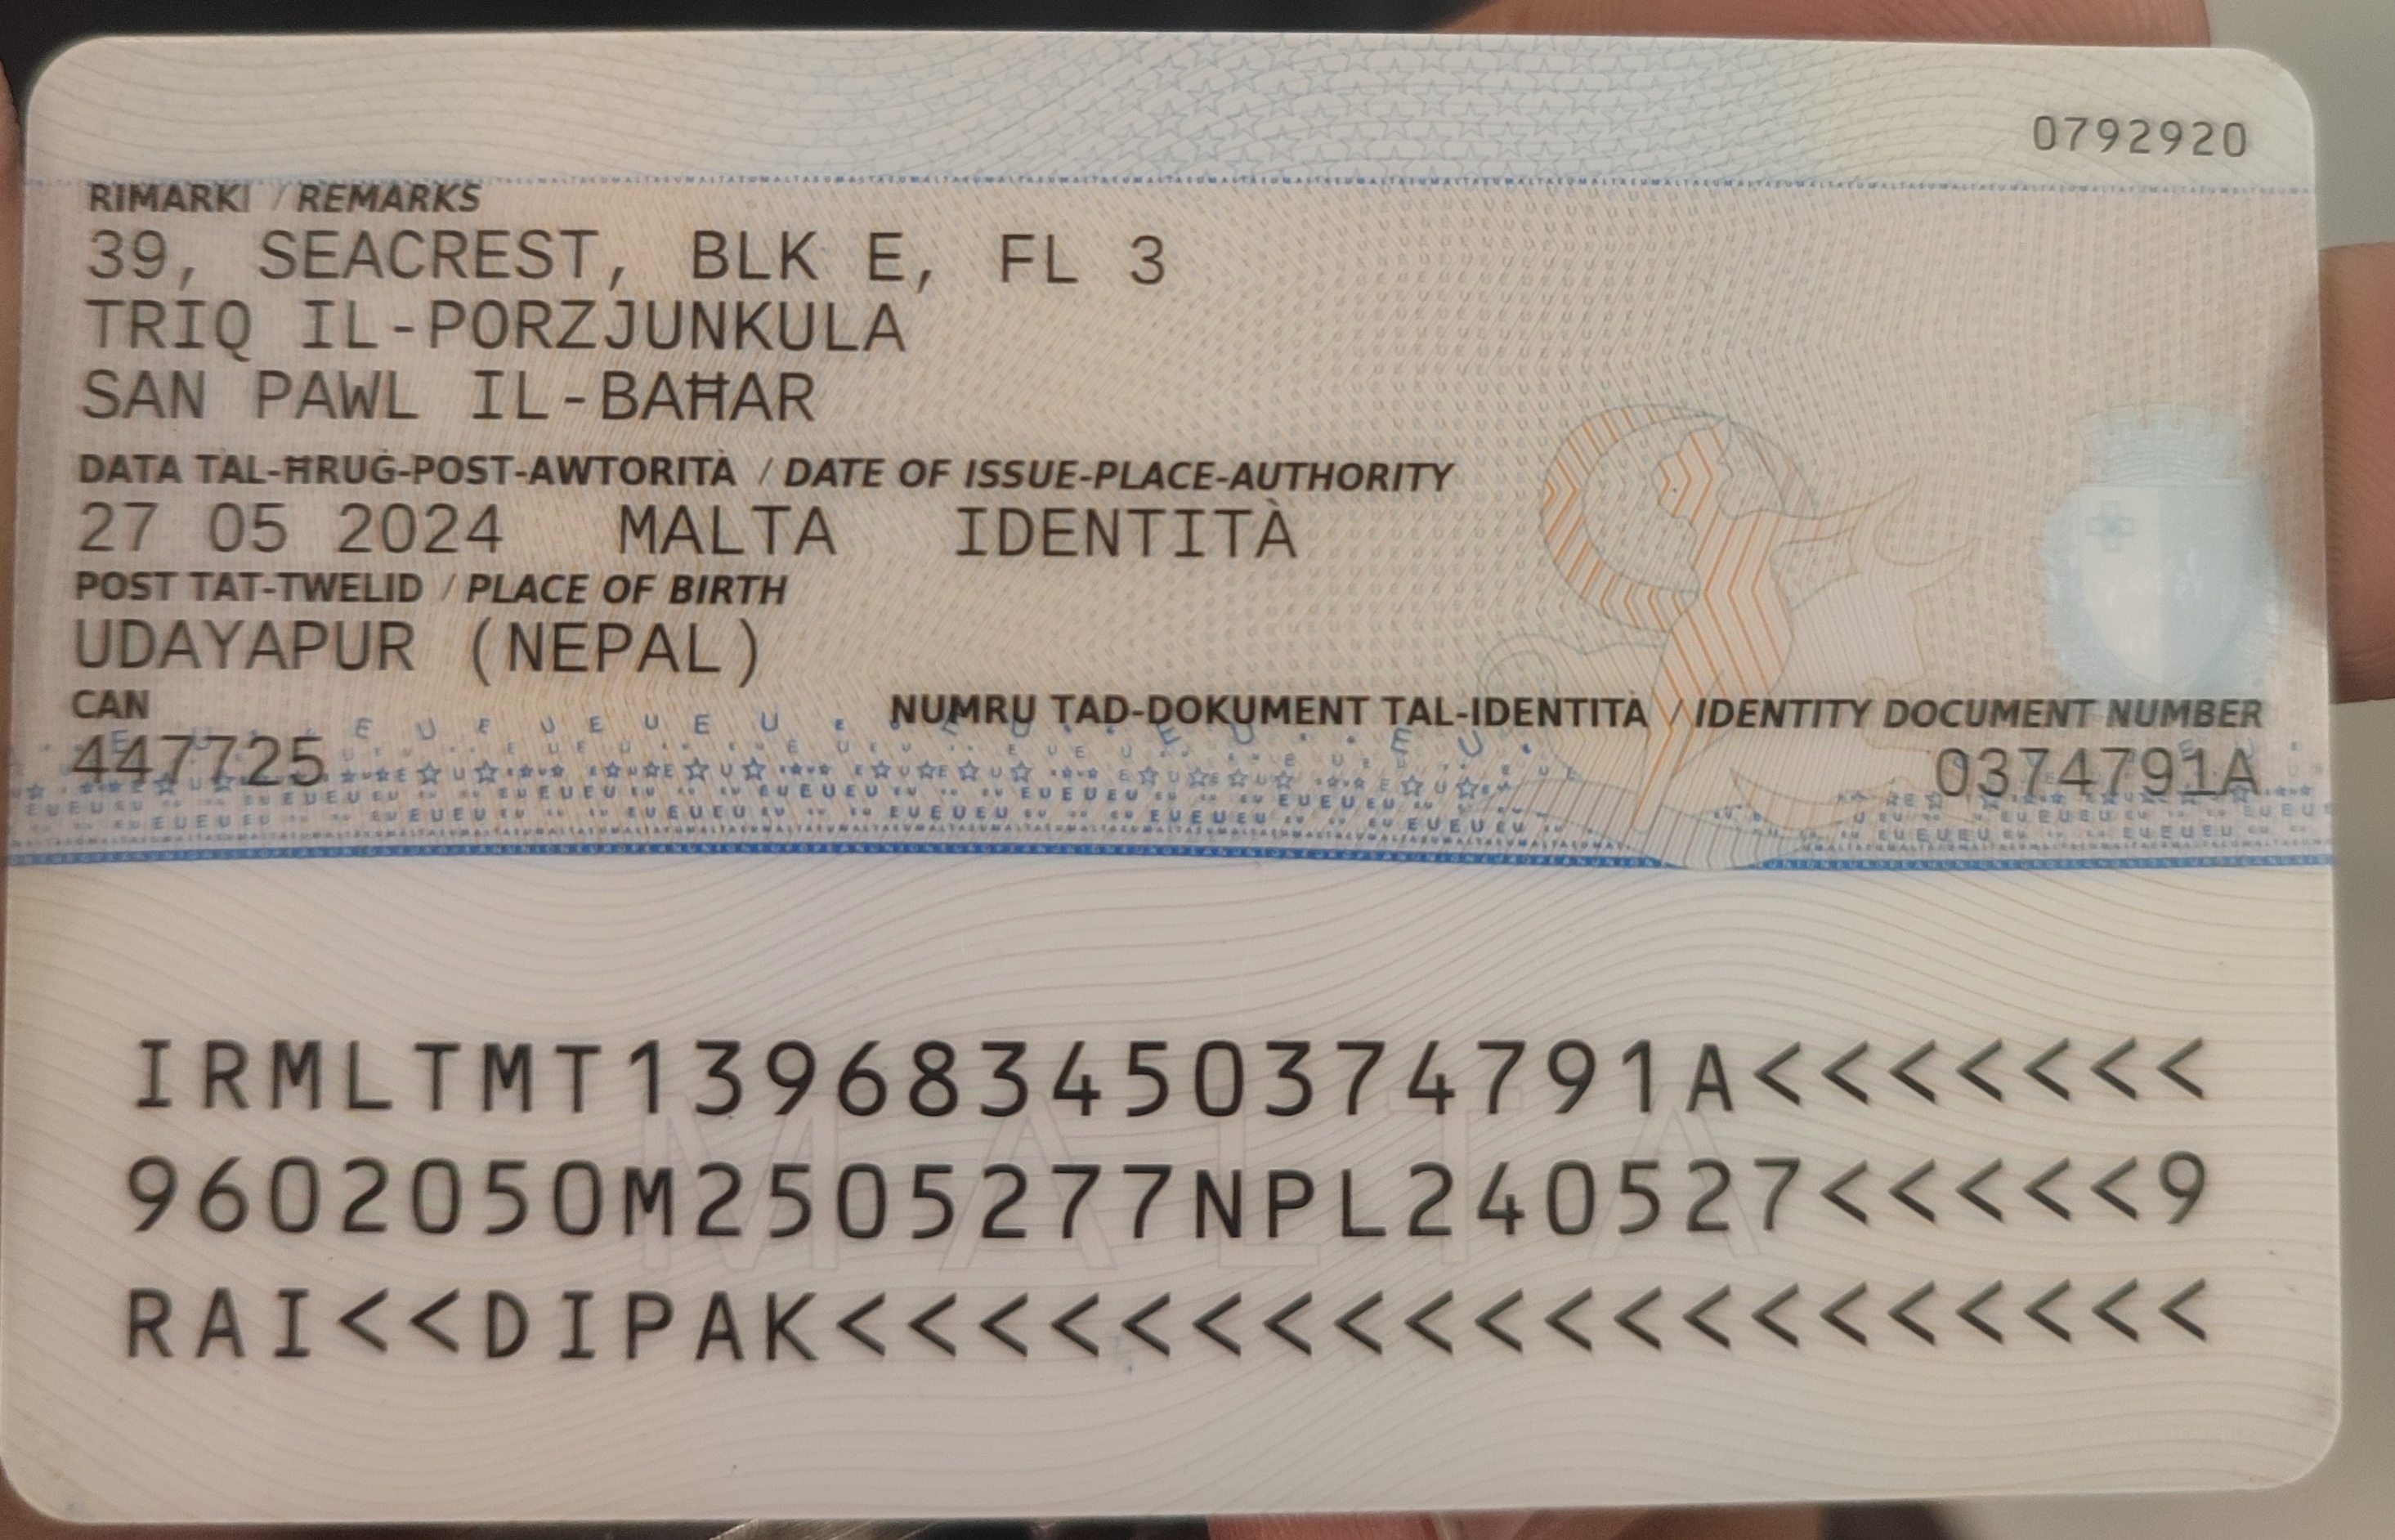 0792920
RIMARKI / REMARKS
39, SEACREST, BLK E, FL 3
TRIQ IL-PORZJUNKULA
SAN PAWL IL-BAĦAR
DATA TAL-ĦRUĠ-POST-AWTORITÀ / DATE OF ISSUE-PLACE-AUTHORITY
27 05 2024 MALTA IDENTITÀ
POST TAT-TWELID / PLACE OF BIRTH
UDAYAPUR (NEPAL)
CAN NUMRU TAD-DOKUMENT TAL-IDENTITÀ / IDENTITY DOCUMENT NUMBER
447725 0374791A
IRMLTMT139683450374791A<<<<<<<
9602050M2505277NPL240527<<<<<9
RAI<<DIPAK<<<<<<<<<<<<<<<<<<<<
MALTA